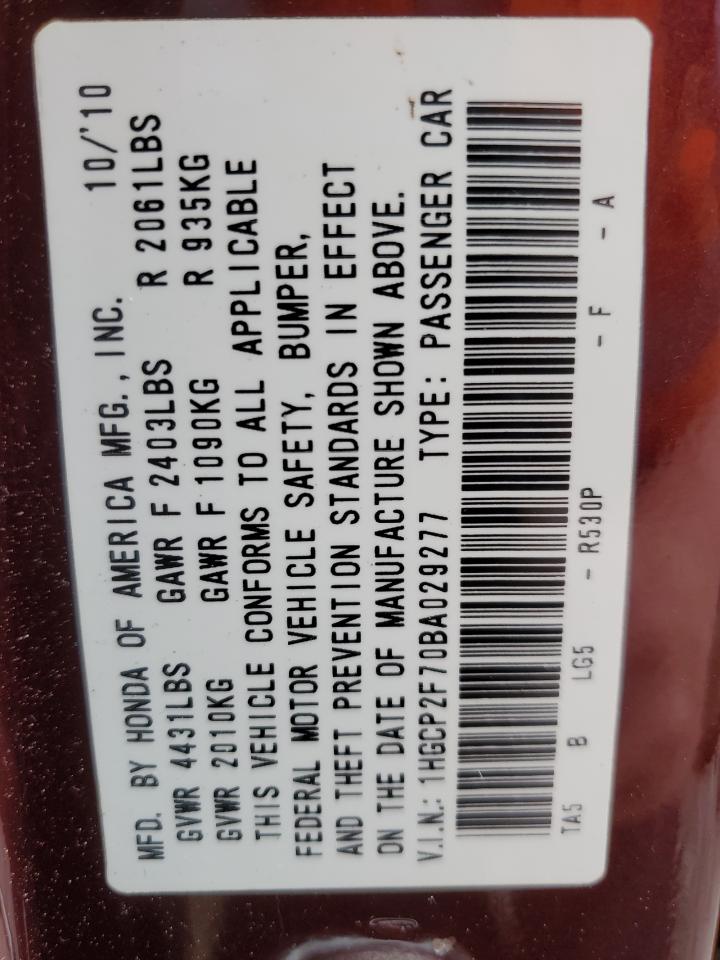 MFD. BY HONDA OF AMERICA MFG., INC. 10/'10
GVWR 4431LBS GAWR F 2403LBS R 2061LBS
GVWR 2010KG GAWR F 1090KG R 935KG
THIS VEHICLE CONFORMS TO ALL APPLICABLE
FEDERAL MOTOR VEHICLE SAFETY, BUMPER,
AND THEFT PREVENTION STANDARDS IN EFFECT
ON THE DATE OF MANUFACTURE SHOWN ABOVE.
V.I.N.: 1HGCP2F70BA029277 TYPE: PASSENGER CAR
TA5 B LG5 - R530P - F - A